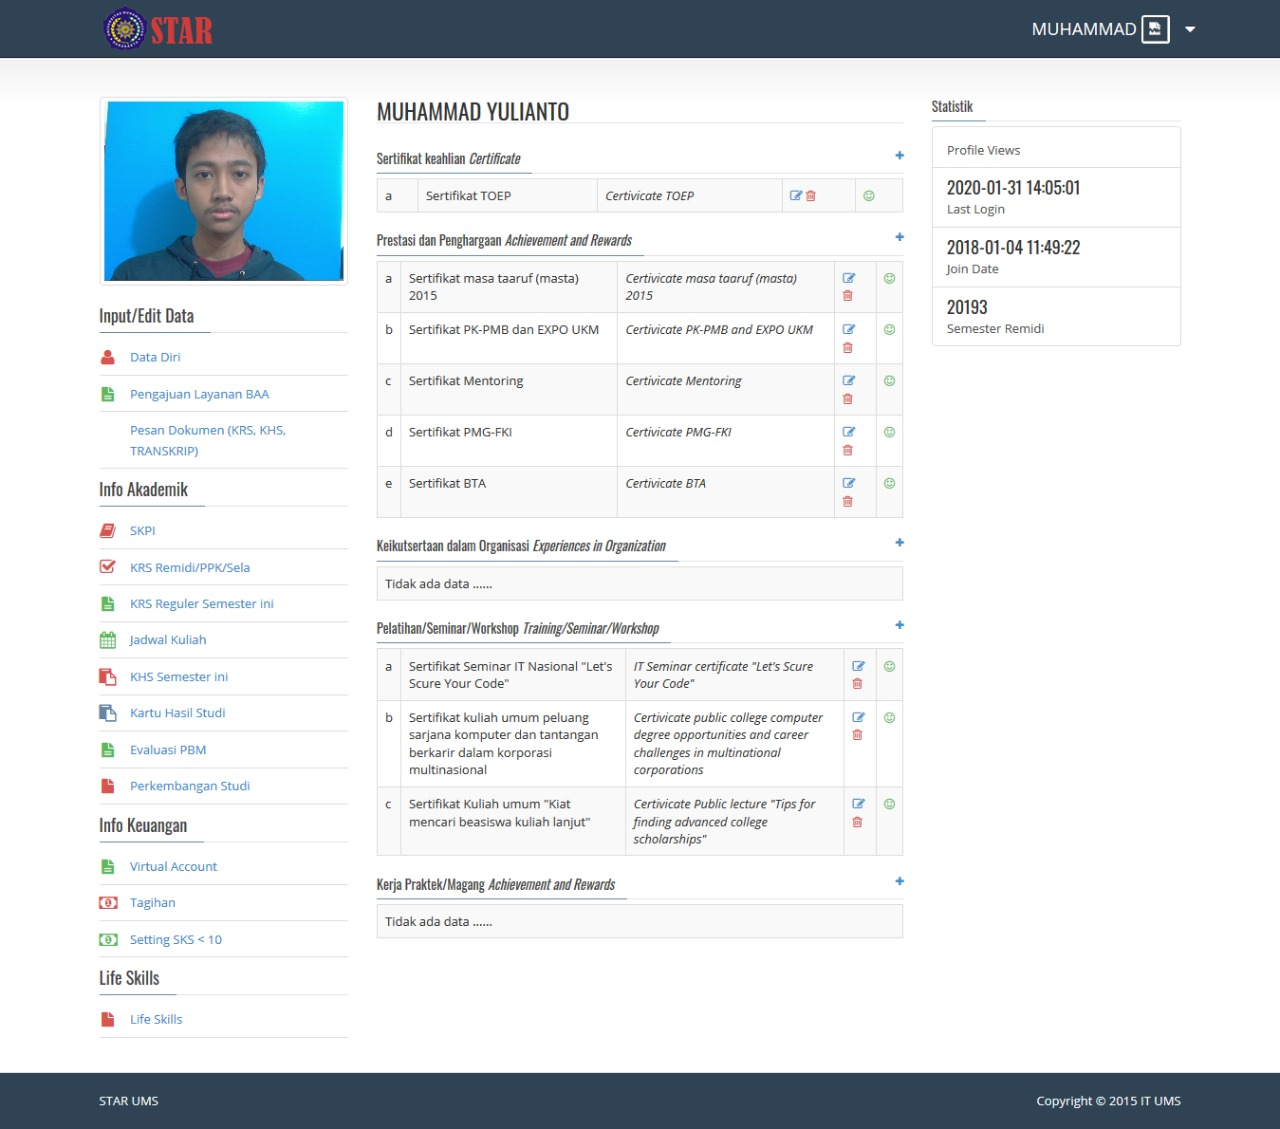 STAR
MUHAMMAD
MUHAMMAD YULIANTO
Statistik
Profile Views
2020-01-31 14:05:01
Last Login
2018-01-04 11:49:22
Join Date
20193
Semester Remidi
Input/Edit Data
Data Diri
Pengajuan Layanan BAA
Pesan Dokumen (KRS, KHS,
TRANSKRIP)
Info Akademik
SKPI
KRS Remidi/PPK/Sela
KRS Reguler Semester ini
Jadwal Kuliah
KHS Semester ini
Kartu Hasil Studi
Evaluasi PBM
Perkembangan Studi
Info Keuangan
Virtual Account
Tagihan
Setting SKS < 10
Life Skills
Life Skills
Sertifikat keahlian Certificate
a Sertifikat TOEP Certivicate TOEP
Prestasi dan Penghargaan Achievement and Rewards
a Sertifikat masa taaruf (masta) Certivicate masa taaruf (masta)
2015 2015
b Sertifikat PK-PMB dan EXPO UKM Certivicate PK-PMB and EXPO UKM
c Sertifikat Mentoring Certivicate Mentoring
d Sertifikat PMG-FKI Certivicate PMG-FKI
e Sertifikat BTA Certivicate BTA
Keikutsertaan dalam Organisasi Experiences in Organization
Tidak ada data ......
Pelatihan/Seminar/Workshop Training/Seminar/Workshop
a Sertifikat Seminar IT Nasional "Let's IT Seminar certificate "Let's Scure
Scure Your Code" Your Code"
b Sertifikat kuliah umum peluang Certivicate public college computer
sarjana komputer dan tantangan degree opportunities and career
berkarir dalam korporasi challenges in multinational
multinasional corporations
c Sertifikat Kuliah umum "Kiat Certivicate Public lecture "Tips for
mencari beasiswa kuliah lanjut" finding advanced college
scholarships"
Kerja Praktek/Magang Achievement and Rewards
Tidak ada data ......
STAR UMS
Copyright © 2015 IT UMS